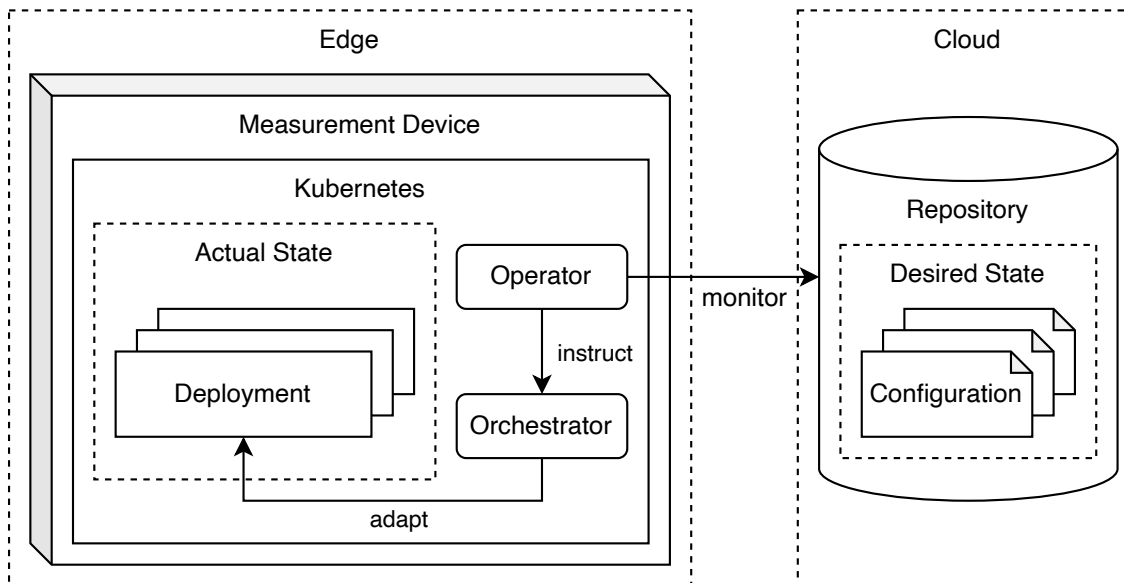 Edge
Measurement Device
Kubernetes
Actual State
Deployment
Operator
instruct
Orchestrator
adapt
monitor
Cloud
Repository
Desired State
Configuration